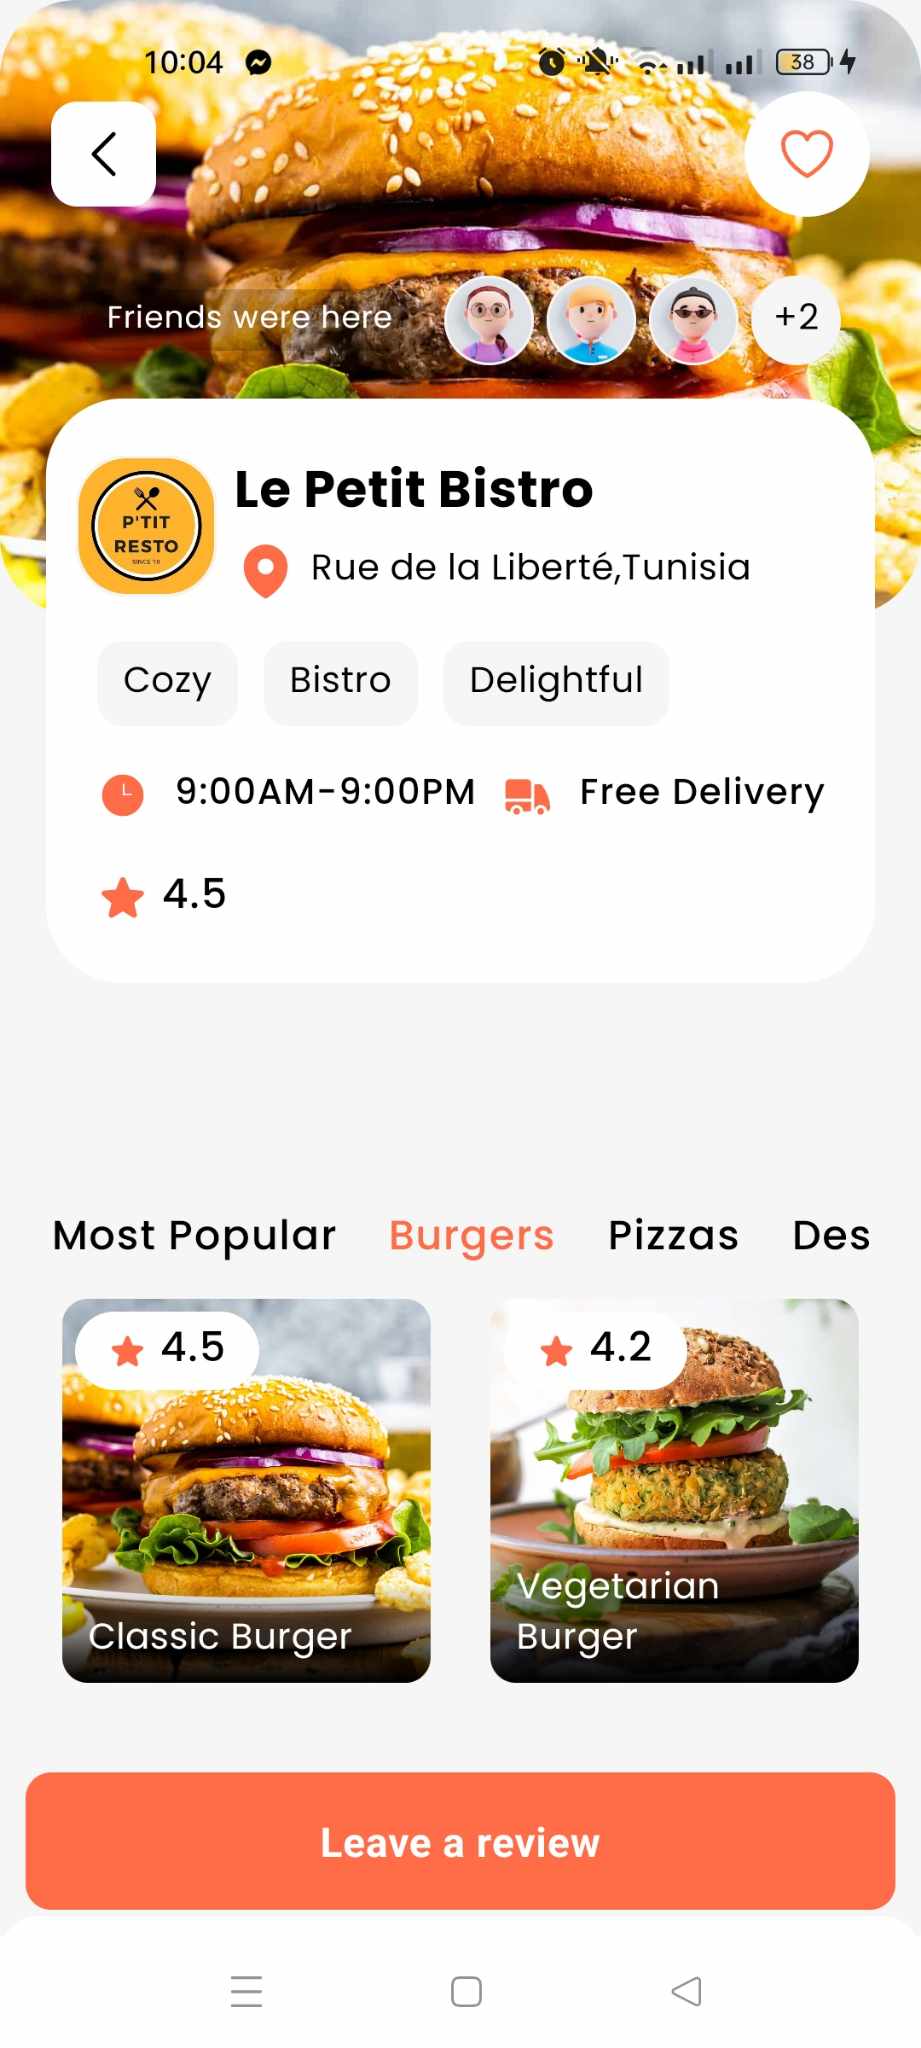 10:04
38
Friends were here
+2
P'TIT
RESTO
Le Petit Bistro
Rue de la Liberté,Tunisia
Cozy
Bistro
Delightful
9:00AM-9:00PM
Free Delivery
4.5
Most Popular
Burgers
Pizzas
Des
4.5
4.2
Classic Burger
Vegetarian
Burger
Leave a review